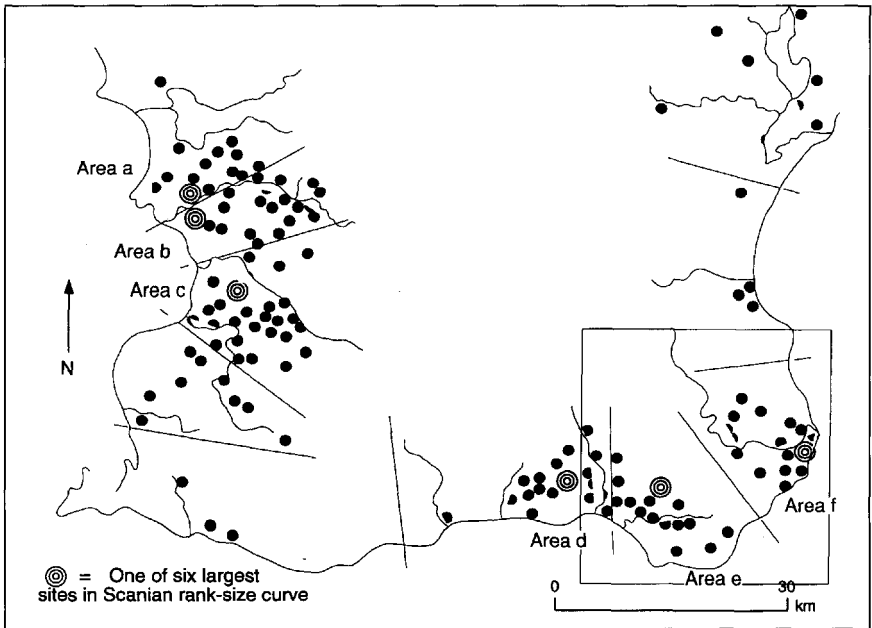 Area a
Area b
Area c
N
Area d
Area f
Area e
= One of six largest
sites in Scanian rank-size curve
0 30
km